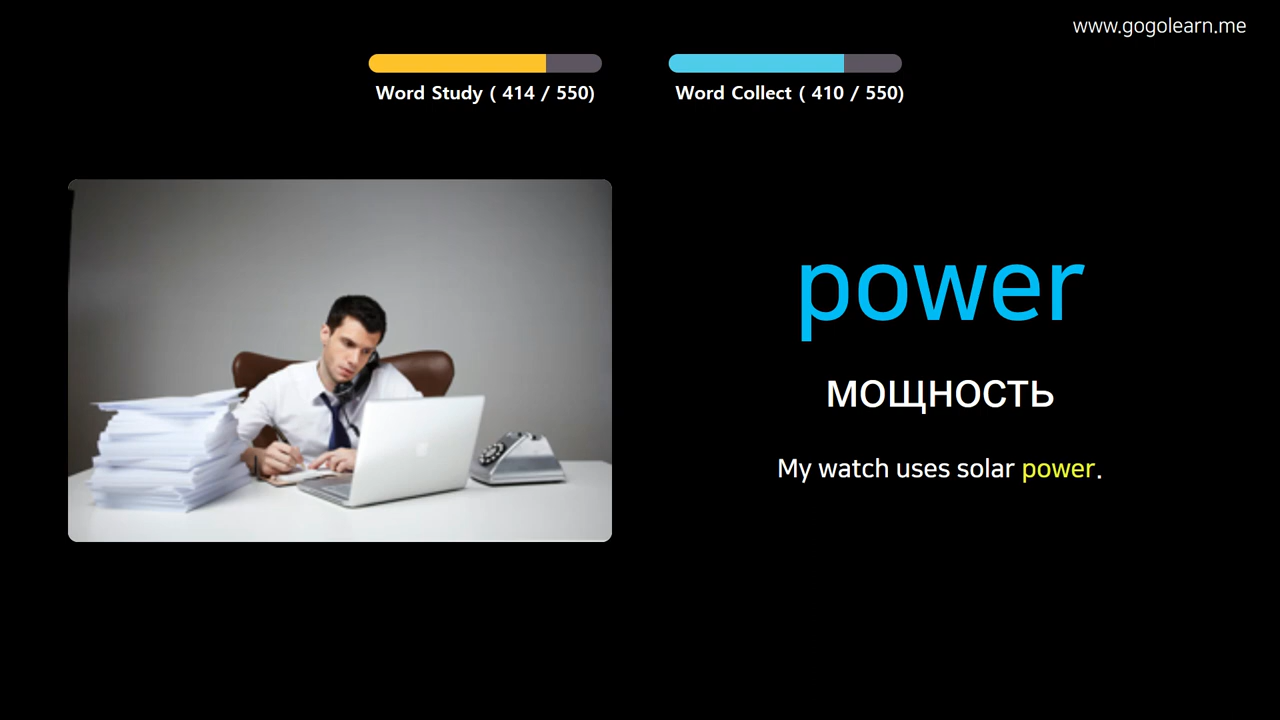 www.gogolearn.me
Word Study ( 414 / 550)
Word Collect ( 410 / 550)
power
мощность
My watch uses solar power.